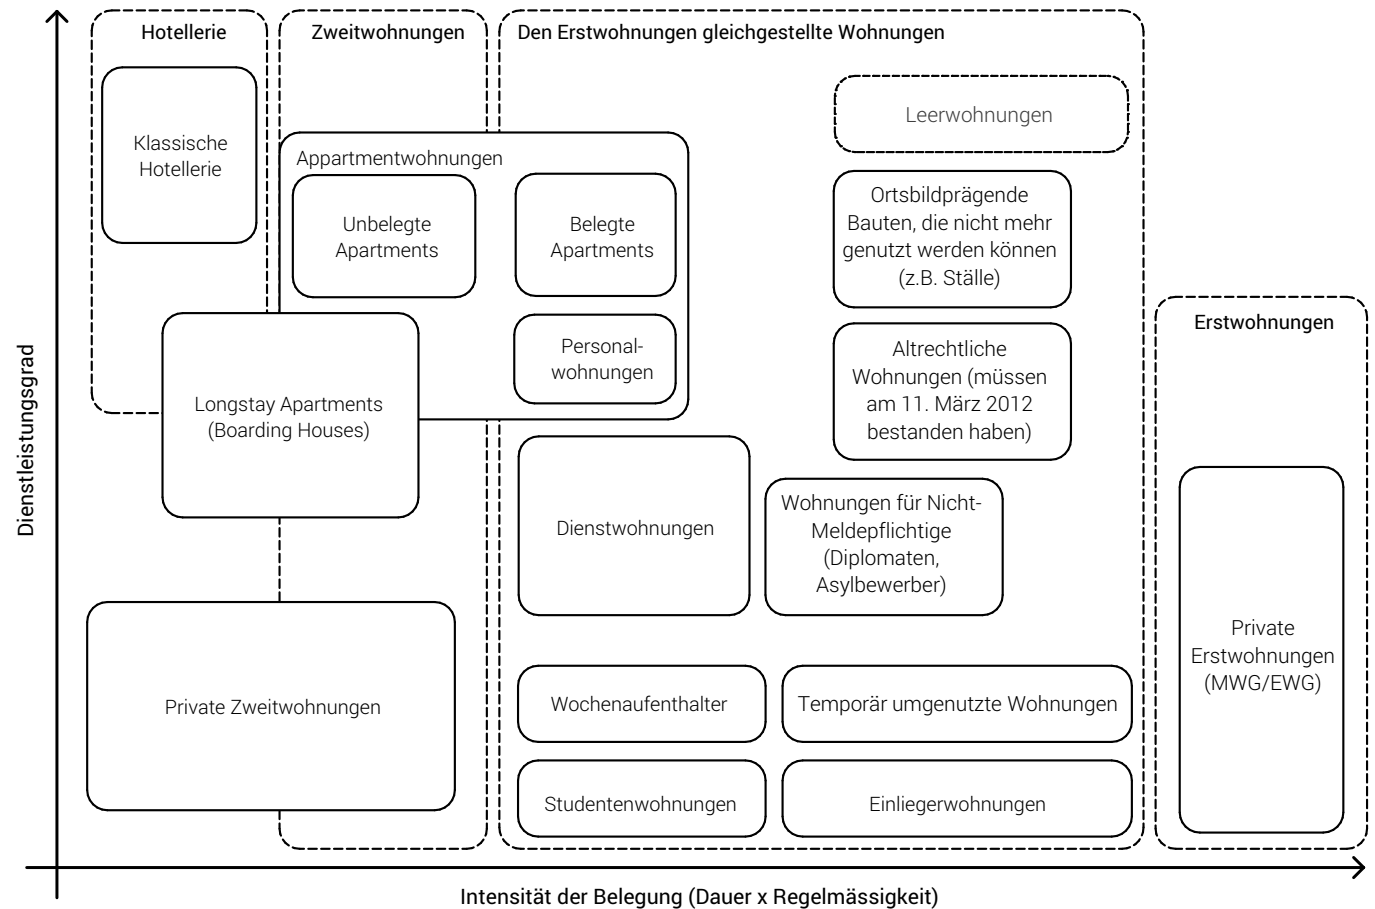 Hotellerie
Zweitwohnungen
Den Erstwohnungen gleichgestellte Wohnungen
Leerwohnungen
Klassische
Hotellerie
Appartmentwohnungen
Unbelegte
Apartments
Belegte
Apartments
Ortsbildprägende
Bauten, die nicht mehr
genutzt werden können
(z.B. Ställe)
Erstwohnungen
Personal-
wohnungen
Altrechtliche
Wohnungen (müssen
am 11. März 2012
bestanden haben)
Longstay Apartments
(Boarding Houses)
Dienstleistungsgrad
Dienstwohnungen
Wohnungen für Nicht-
Meldepflichtige
(Diplomaten,
Asylbewerber)
Private
Erstwohnungen
(MWG/EWG)
Private Zweitwohnungen
Wochenaufenthalter
Temporär umgenutzte Wohnungen
Studentenwohnungen
Einliegerwohnungen
Intensität der Belegung (Dauer x Regelmässigkeit)